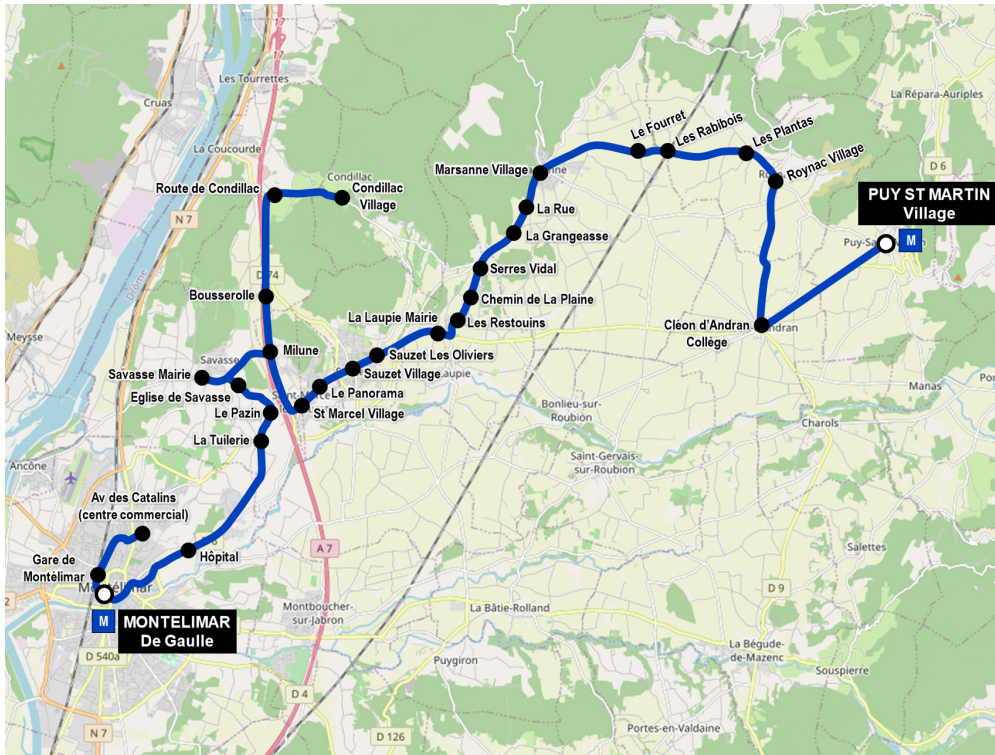 17
17
Les Tourrettes
Cruas
La Répara-Auriples
La Coucourde
Le Fourret
Les Rabibois
Les Plantas
D 6
Condillac
Marsanne Village
Roynac Village
Route de Condillac
Condillac
Village
PUY ST MARTIN
Village
N 7
La Rue
M
La Grangeasse
Drôme
Serres Vidal
D 74
Bousserolle
Chemin de La Plaine
La Laupie Mairie
Les Restouins
Cléon d'Andran
Collège
Meysse
Milune
Savasse
Sauzet Les Oliviers
Savasse Mairie
Sauzet Village
Eglise de Savasse
Le Panorama
Manas
Le Pazin
St Marcel Village
Bonlieu-sur-
Roubion
Charols
La Tuilerie
Saint-Gervais-
sur-Roubion
Ancône
Av des Catalins
(centre commercial)
A 7
Salettes
Hôpital
Gare de
Montélimar
Montélimar
D 9
MONTELIMAR
De Gaulle
M
Montboucher-
sur-Jabron
La Bâtie-Rolland
D 540a
Puygiron
La Bégude-
de-Mazenc
Souspierre
D 4
Portes-en-Valdaine
N 7
D 126